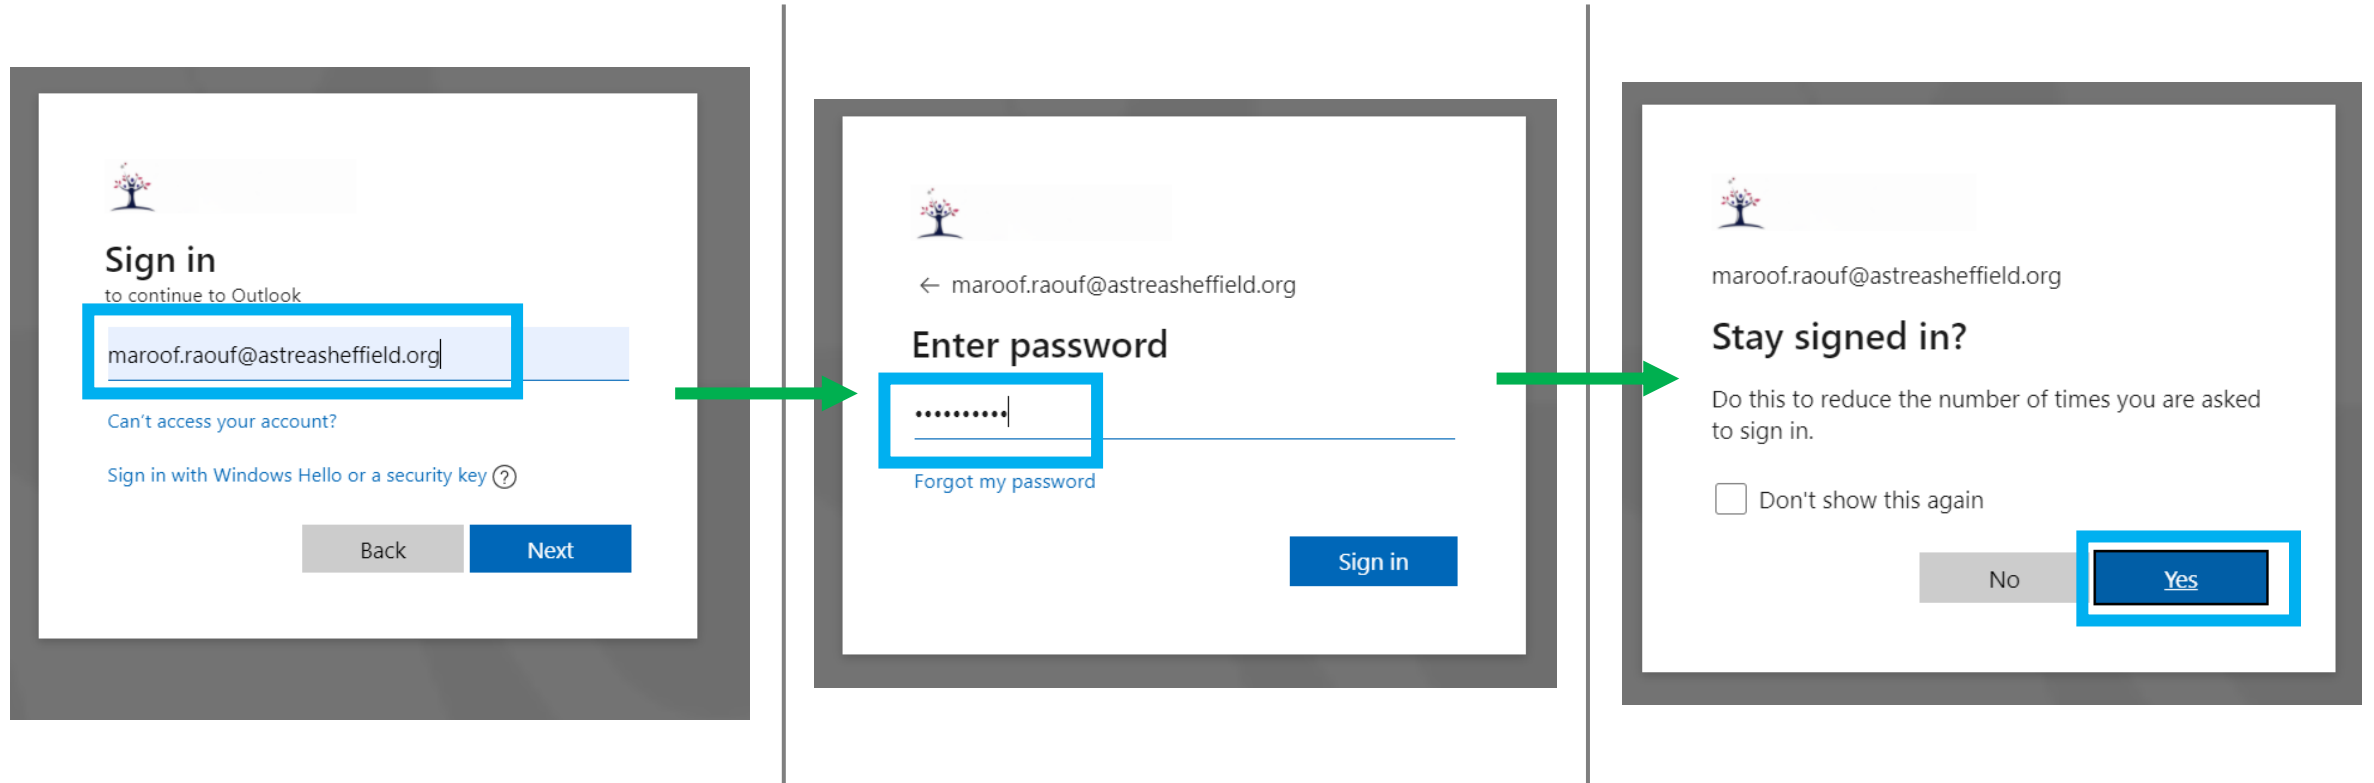 Sign in
to continue to Outlook
maroof.raouf@astreasheffield.org
Can't access your account?
Sign in with Windows Hello or a security key ?
Back
Next
← maroof.raouf@astreasheffield.org
Enter password
••••••••••
Forgot my password
Sign in
maroof.raouf@astreasheffield.org
Stay signed in?
Do this to reduce the number of times you are asked
to sign in.
Don't show this again
No
Yes